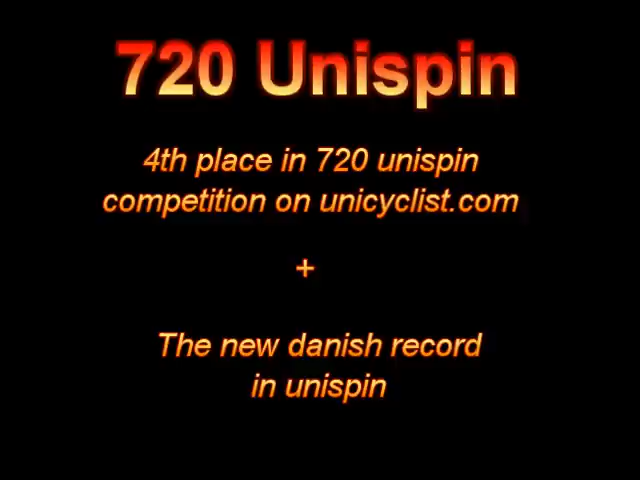 720 Unispin
4th place in 720 unispin
competition on unicyclist.com
+
The new danish record
in unispin